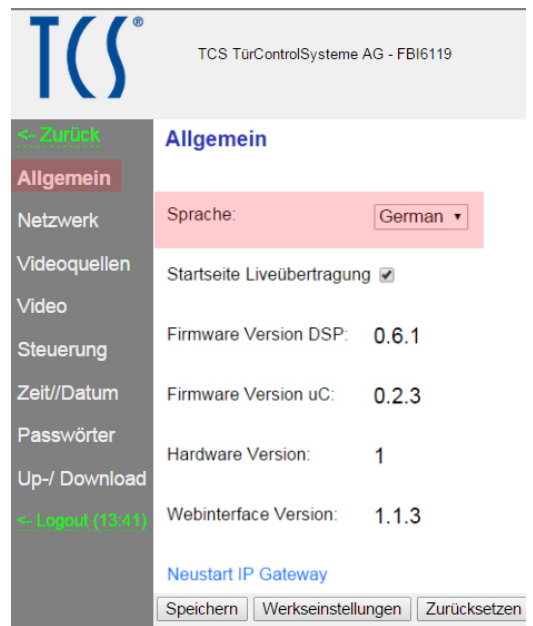 TCS®
TCS TürControlSysteme AG - FBI6119
<- Zurück
Allgemein
Netzwerk
Videoquellen
Video
Steuerung
Zeit//Datum
Passwörter
Up-/ Download
<- Logout (13:41)
Allgemein
Sprache: German
Startseite Liveübertragung
Firmware Version DSP: 0.6.1
Firmware Version uC: 0.2.3
Hardware Version: 1
Webinterface Version: 1.1.3
Neustart IP Gateway
Speichern Werkseinstellungen Zurücksetzen